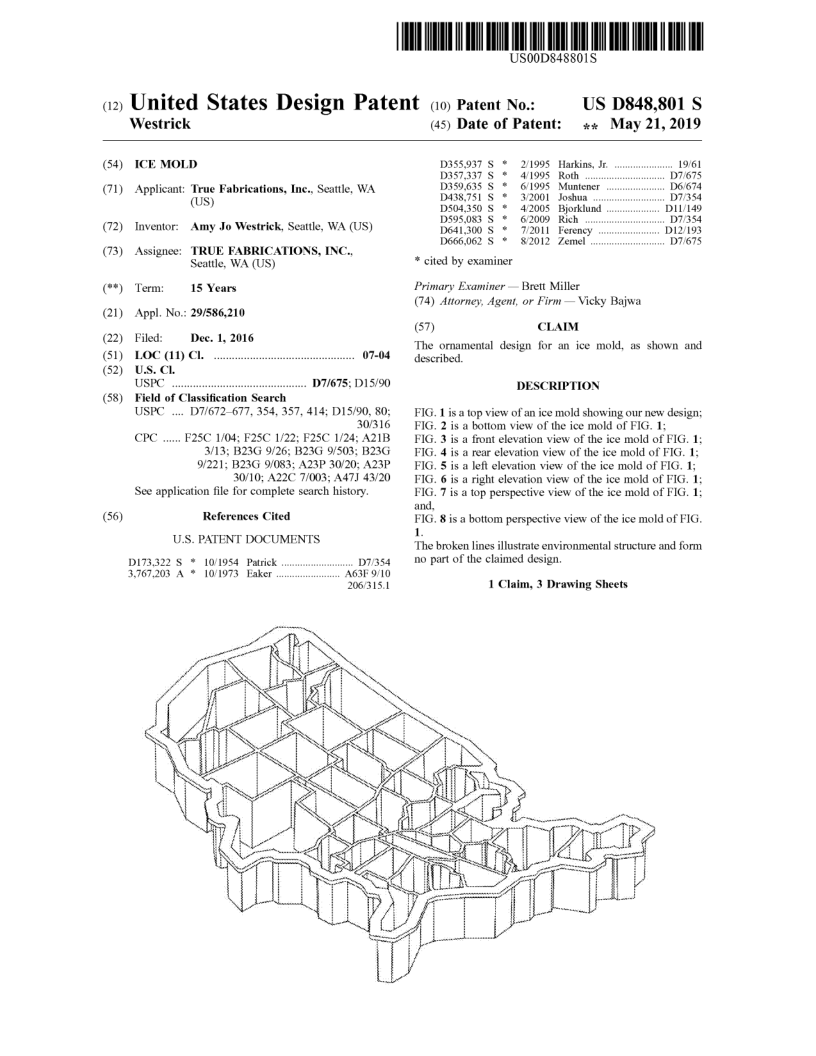 US00D848801S
(12) United States Design Patent
Westrick
(10) Patent No.: US D848,801 S
(45) Date of Patent: ** May 21, 2019
(54) ICE MOLD
(71) Applicant: True Fabrications, Inc., Seattle, WA
(US)
(72) Inventor: Amy Jo Westrick, Seattle, WA (US)
(73) Assignee: TRUE FABRICATIONS, INC.,
Seattle, WA (US)
(**) Term: 15 Years
(21) Appl. No.: 29/586,210
(22) Filed: Dec. 1, 2016
(51) LOC (11) Cl. ............................................... 07-04
(52) U.S. Cl.
USPC ............................................. D7/675; D15/90
(58) Field of Classification Search
USPC .... D7/672–677, 354, 357, 414; D15/90, 80;
30/316
CPC ...... F25C 1/04; F25C 1/22; F25C 1/24; A21B
3/13; B23G 9/26; B23G 9/503; B23G
9/221; B23G 9/083; A23P 30/20; A23P
30/10; A22C 7/003; A47J 43/20
See application file for complete search history.
(56) References Cited
U.S. PATENT DOCUMENTS
D173,322 S * 10/1954 Patrick ........................... D7/354
3,767,203 A * 10/1973 Eaker ........................ A63F 9/10
206/315.1
D355,937 S * 2/1995 Harkins, Jr. ...................... 19/61
D357,337 S * 4/1995 Roth .............................. D7/675
D359,635 S * 6/1995 Muntener ...................... D6/674
D438,751 S * 3/2001 Joshua ........................... D7/354
D504,350 S * 4/2005 Bjorklund .................... D11/149
D595,083 S * 6/2009 Rich .............................. D7/354
D641,300 S * 7/2011 Ferency ....................... D12/193
D666,062 S * 8/2012 Zemel ............................ D7/675
* cited by examiner
Primary Examiner — Brett Miller
(74) Attorney, Agent, or Firm — Vicky Bajwa
(57) CLAIM
The ornamental design for an ice mold, as shown and
described.
DESCRIPTION
FIG. 1 is a top view of an ice mold showing our new design;
FIG. 2 is a bottom view of the ice mold of FIG. 1;
FIG. 3 is a front elevation view of the ice mold of FIG. 1;
FIG. 4 is a rear elevation view of the ice mold of FIG. 1;
FIG. 5 is a left elevation view of the ice mold of FIG. 1;
FIG. 6 is a right elevation view of the ice mold of FIG. 1;
FIG. 7 is a top perspective view of the ice mold of FIG. 1;
and,
FIG. 8 is a bottom perspective view of the ice mold of FIG.
1.
The broken lines illustrate environmental structure and form
no part of the claimed design.
1 Claim, 3 Drawing Sheets